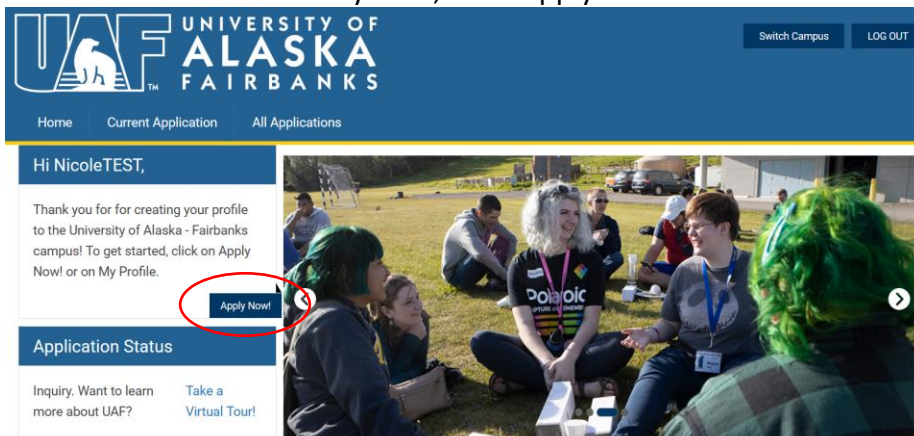 UAF
TM
UNIVERSITY OF
ALASKA
FAIRBANKS
Switch Campus
LOG OUT
Home
Current Application
All Applications
Hi NicoleTEST,
Thank you for for creating your profile
to the University of Alaska - Fairbanks
campus! To get started, click on Apply
Now! or on My Profile.
Apply Now!
Application Status
Inquiry. Want to learn
more about UAF?
Take a
Virtual Tour!
Polaroic